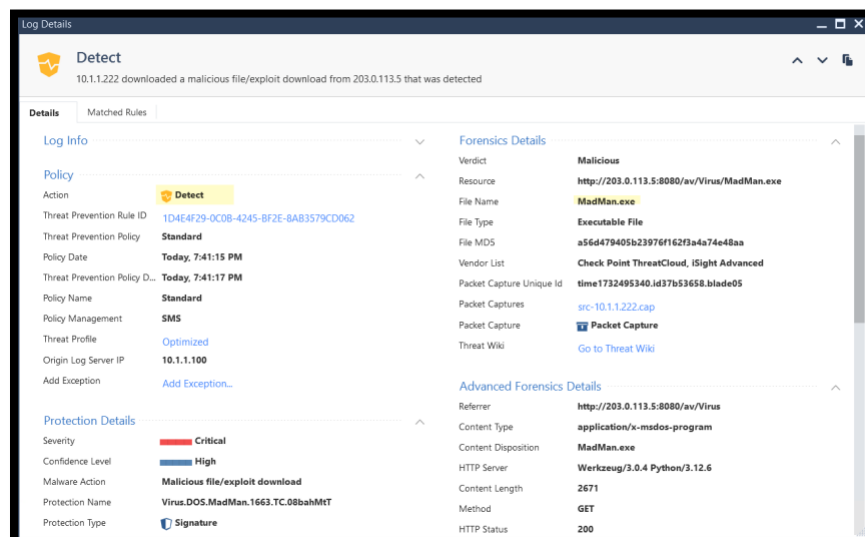 Log Details
Detect
10.1.1.222 downloaded a malicious file/exploit download from 203.0.113.5 that was detected
Details Matched Rules
Log Info
Policy
Action Detect
Threat Prevention Rule ID 1D4E4F29-0C0B-4245-BF2E-8AB3579CD062
Threat Prevention Policy Standard
Policy Date Today, 7:41:15 PM
Threat Prevention Policy D... Today, 7:41:17 PM
Policy Name Standard
Policy Management SMS
Threat Profile Optimized
Origin Log Server IP 10.1.1.100
Add Exception Add Exception...
Protection Details
Severity Critical
Confidence Level High
Malware Action Malicious file/exploit download
Protection Name Virus.DOS.MadMan.1663.TC.08bahMtT
Protection Type Signature
Forensics Details
Verdict Malicious
Resource http://203.0.113.5:8080/av/Virus/MadMan.exe
File Name MadMan.exe
File Type Executable File
File MD5 a56d479405b23976f162f3a4a74e48aa
Vendor List Check Point ThreatCloud, iSight Advanced
Packet Capture Unique Id time1732495340.id37b53658.blade05
Packet Captures src-10.1.1.222.cap
Packet Capture Packet Capture
Threat Wiki Go to Threat Wiki
Advanced Forensics Details
Referrer http://203.0.113.5:8080/av/Virus
Content Type application/x-msdos-program
Content Disposition MadMan.exe
HTTP Server Werkzeug/3.0.4 Python/3.12.6
Content Length 2671
Method GET
HTTP Status 200